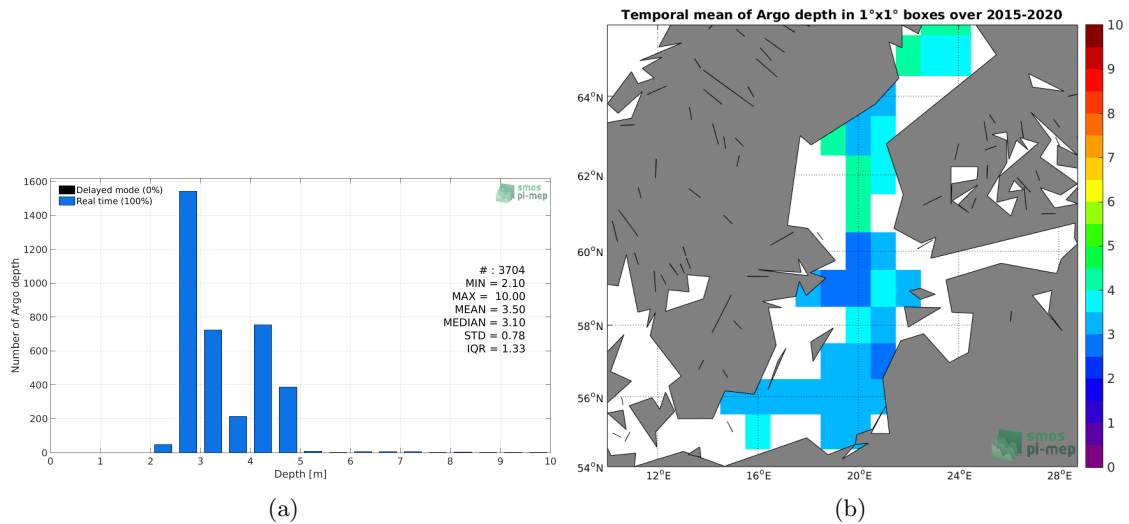 Delayed mode (0%)
Real time (100%)
smos
pi-mep
# : 3704
MIN = 2.10
MAX = 10.00
MEAN = 3.50
MEDIAN = 3.10
STD = 0.78
IQR = 1.33
Number of Argo depth
1600
1400
1200
1000
800
600
400
200
0
0 1 2 3 4 5 6 7 8 9 10
Depth [m]
(a)
Temporal mean of Argo depth in 1°x1° boxes over 2015-2020
64°N
62°N
60°N
58°N
56°N
54°N
12°E 16°E 20°E 24°E 28°E
smos
pi-mep
10
9
8
7
6
5
4
3
2
1
0
(b)